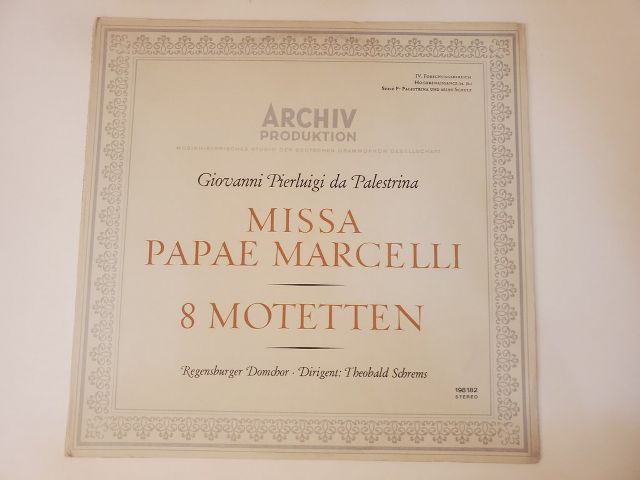 IV. Forschungsbereich
Serie F: Palestrina und seine Schule
ARCHIV
PRODUKTION
MUSIKHISTORISCHES STUDIO DER DEUTSCHEN GRAMMOPHON GESELLSCHAFT
Giovanni Pierluigi da Palestrina
MISSA
PAPAE MARCELLI
8 MOTETTEN
Regensburger Domchor · Dirigent: Theobald Schrems
198182
STEREO